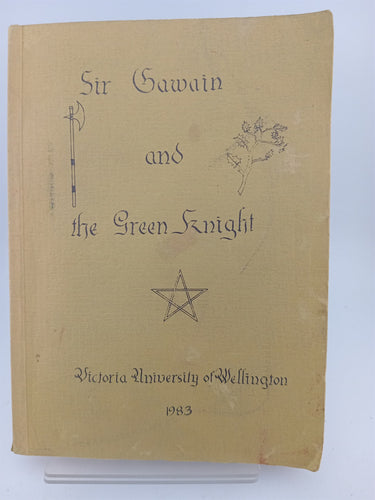 Sir Gawain
and
the Green Knight
Victoria University of Wellington
1983